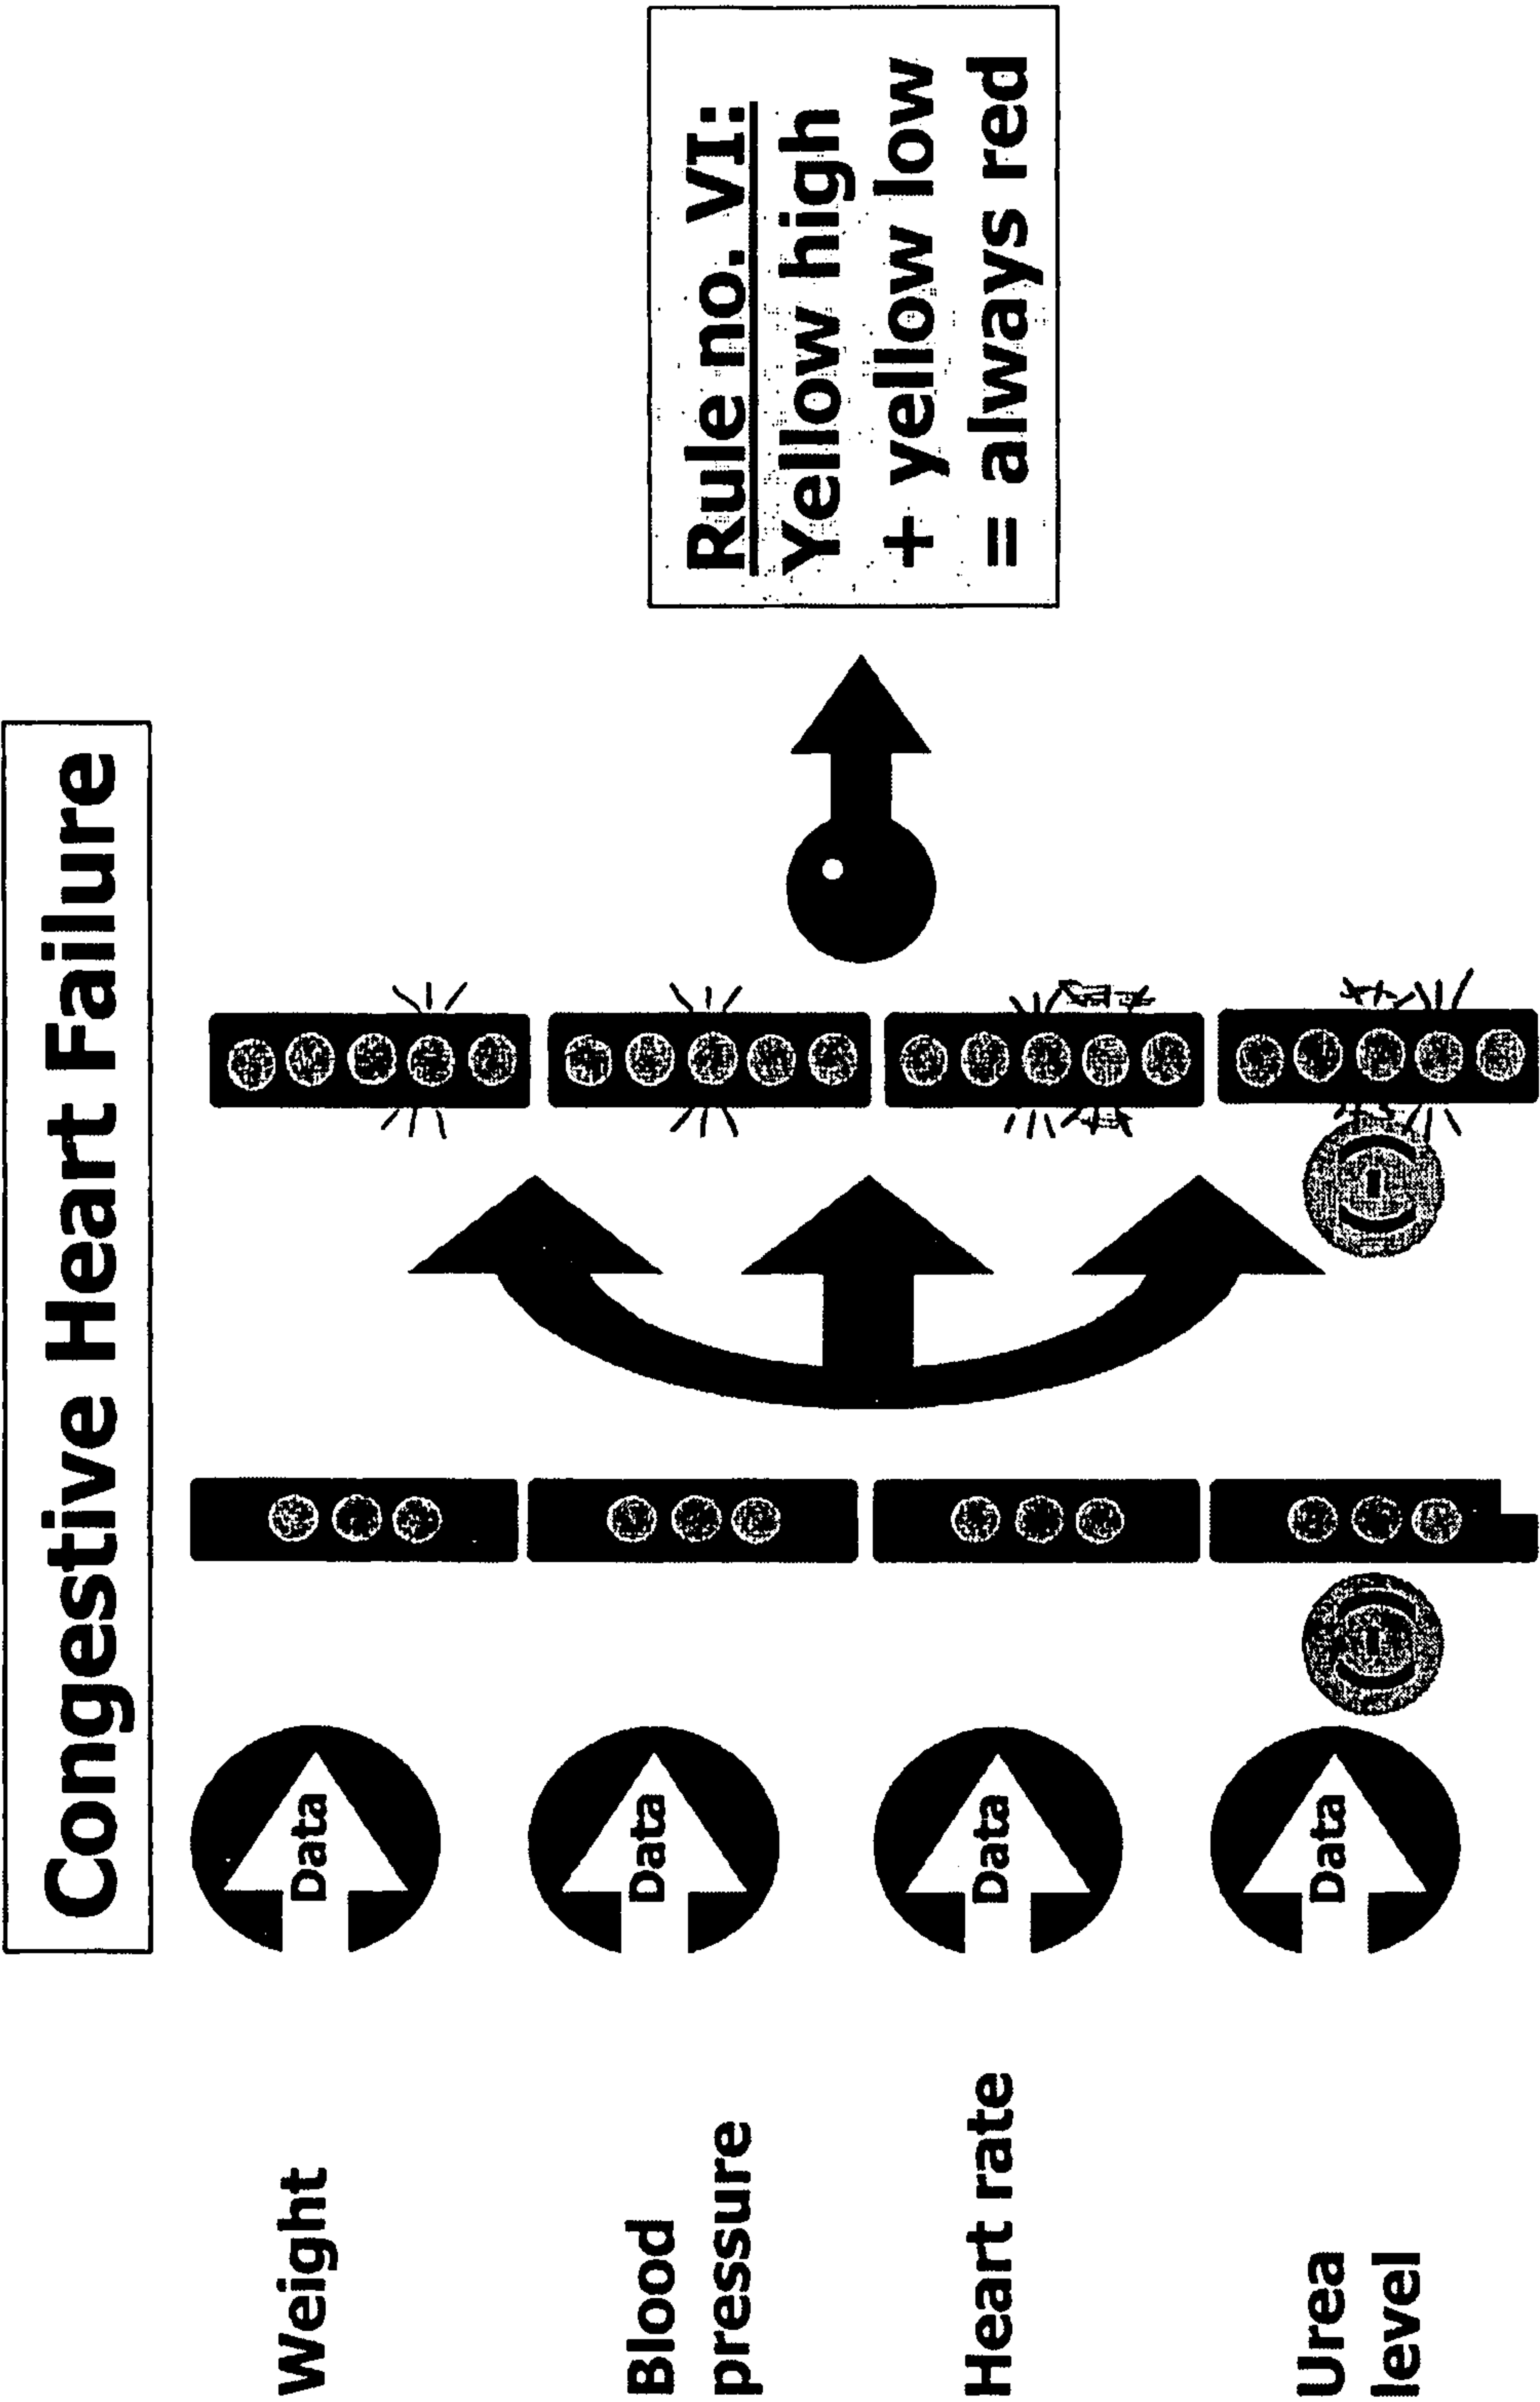 Congestive Heart Failure
Weight
Data
Blood
pressure
Data
Heart rate
Data
Urea
level
Data
(-)
(-)
Rule no. VI:
Yellow high
+ yellow low
= always red